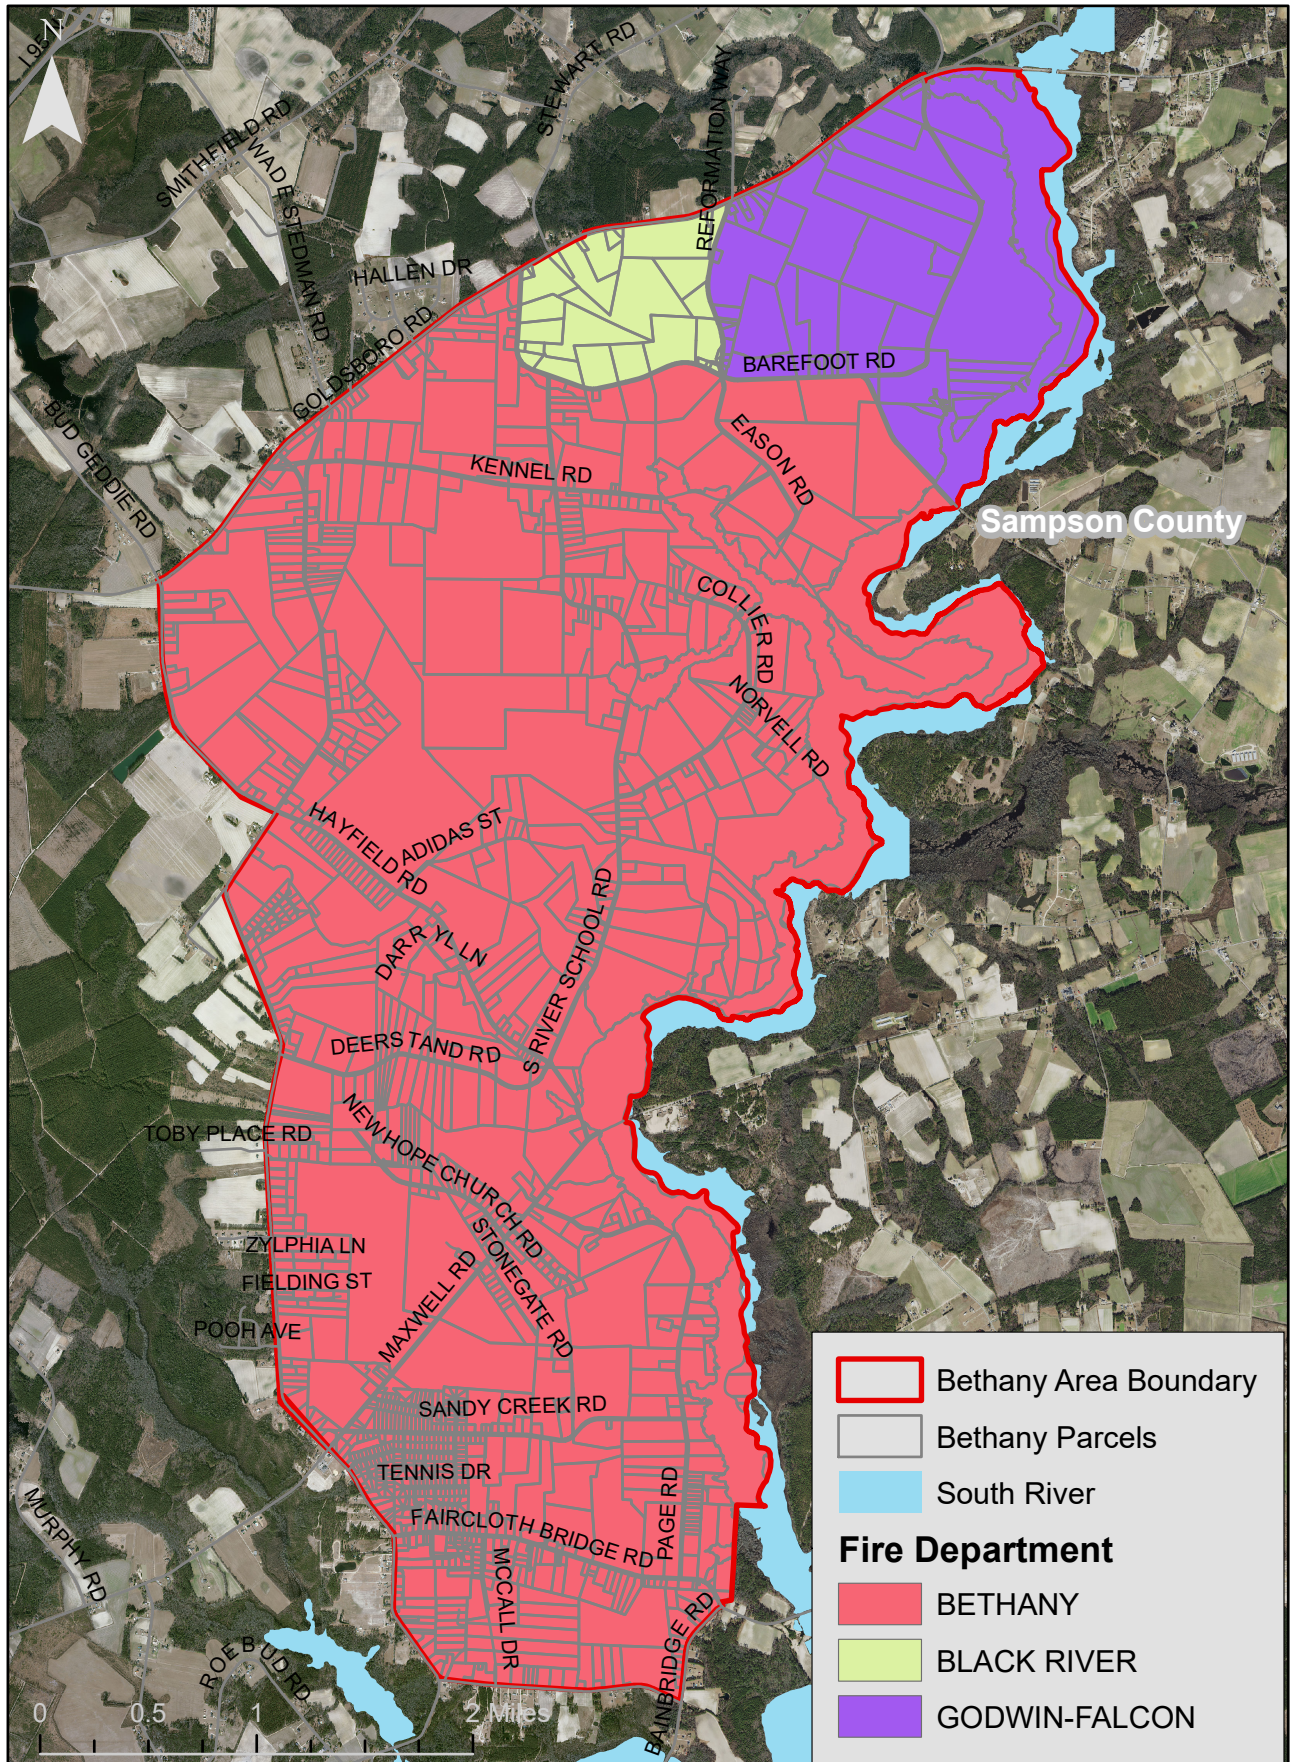 N
I 95
STEWART RD
REFORMATION WAY
SMITHFIELD RD
WADE STEDMAN RD
HALLEN DR
GOLDSBORO RD
BAREFOOT RD
BUD GEDDIE RD
EASON RD
KENNEL RD
Sampson County
COLLIER RD
NORVELL RD
HAYFIELD RD
ADIDAS ST
DARRYL LN
S RIVER SCHOOL RD
DEERSTAND RD
NEW HOPE CHURCH RD
TOBY PLACE RD
STONEGATE RD
ZYLPHIA LN
FIELDING ST
MAXWELL RD
POOH AVE
SANDY CREEK RD
TENNIS DR
PAGE RD
FAIRCLOTH BRIDGE RD
MURPHY RD
MCCALL DR
BAINBRIDGE RD
ROEBUD RD
0 0.5 1 2 Miles
Bethany Area Boundary
Bethany Parcels
South River
Fire Department
BETHANY
BLACK RIVER
GODWIN-FALCON